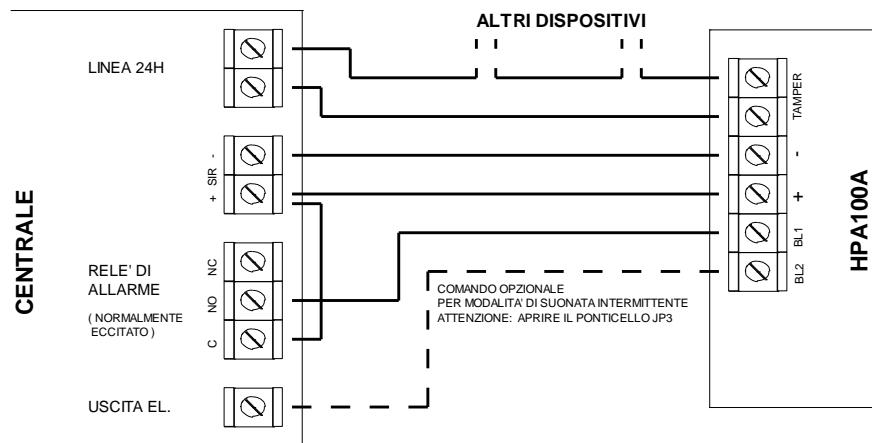 ALTRI DISPOSITIVI
LINEA 24H
TAMPER
-
+ SIR -
+
CENTRALE
HPA100A
BL1
BL2
RELE' DI
ALLARME
( NORMALMENTE
ECCITATO )
NC
NO
C
COMANDO OPZIONALE
PER MODALITA' DI SUONATA INTERMITTENTE
ATTENZIONE: APRIRE IL PONTICELLO JP3
USCITA EL.